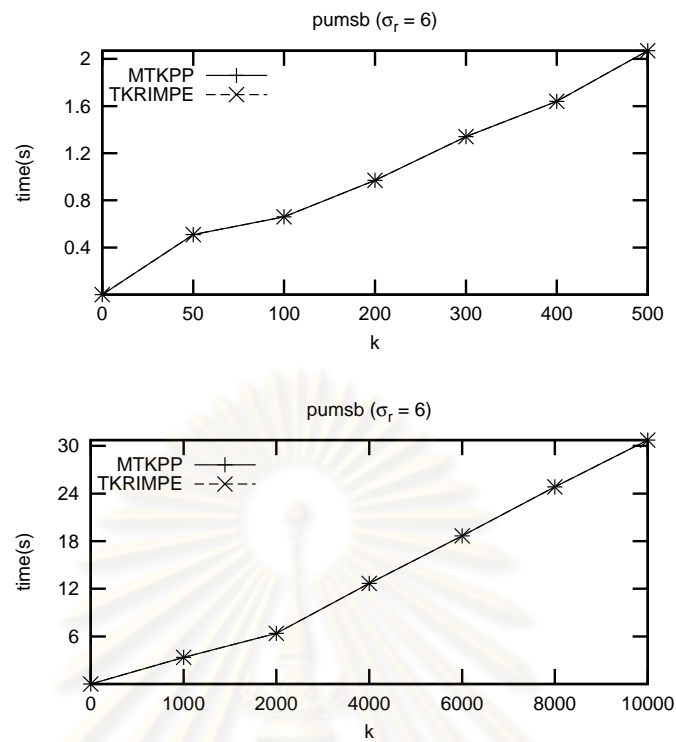 pumsb (σr = 6)
MTKPP
TKRIMPE
time(s)
2
1.6
1.2
0.8
0.4
0 50 100 200 300 400 500
k
pumsb (σr = 6)
MTKPP
TKRIMPE
time(s)
30
24
18
12
6
0 1000 2000 4000 6000 8000 10000
k